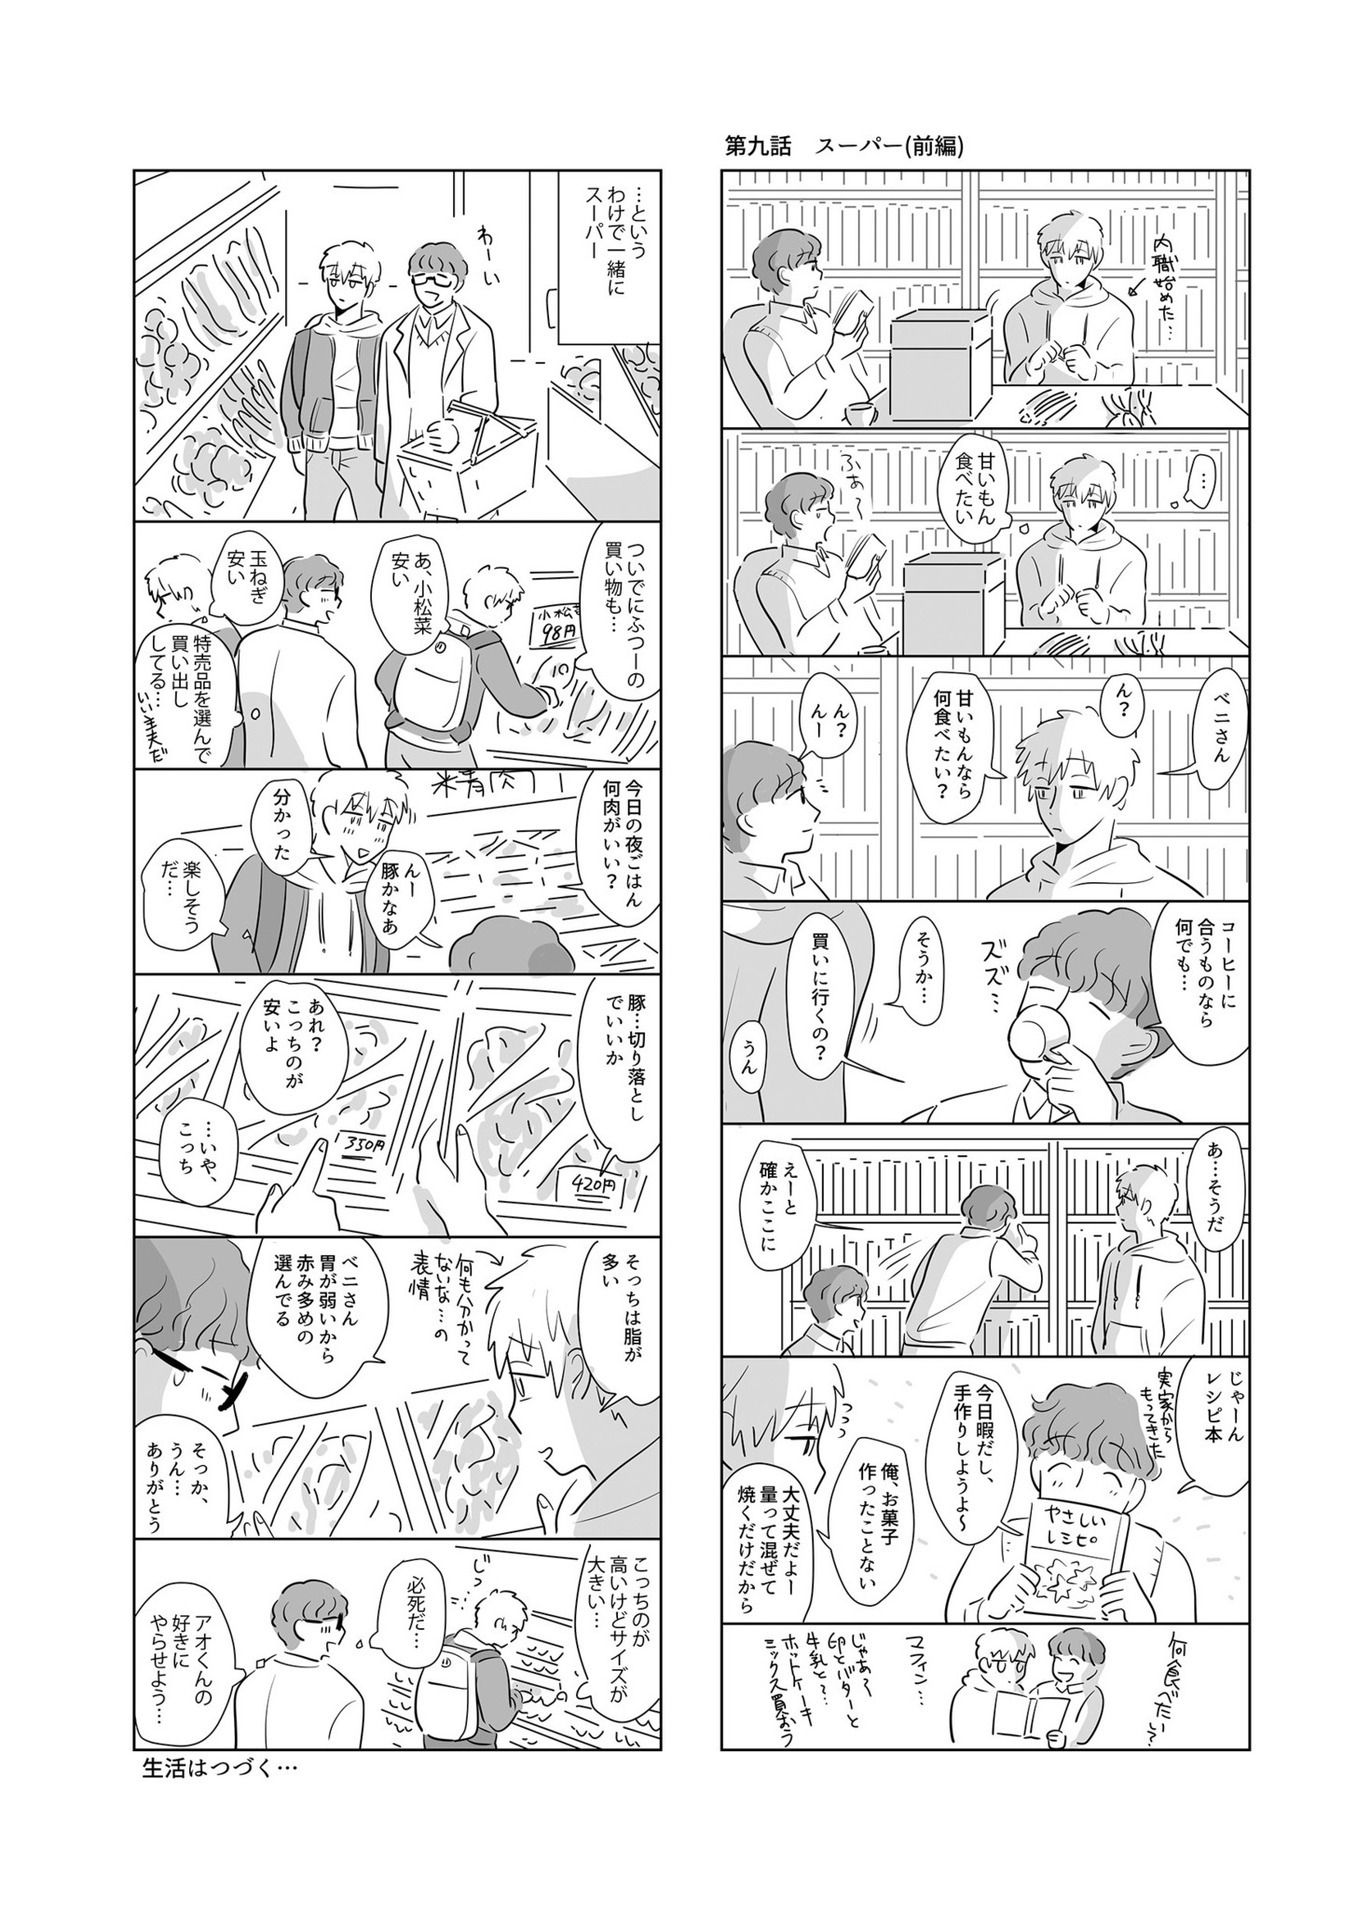 第九話　スーパー(前編)
内職始めた…
…
甘いもん
食べたい
ふぁ〜
ベニさん
ん？
甘いもんなら
何食べたい？
ん？
んー
コーヒーに
合うものなら
何でも…
ズズ…
そうか…
買いに行くの？
うん
あ…そうだ
えーと
確かここに
じゃーん
レシピ本
実家から
もってきた
やさしい
レシピ
今日暇だし、
手作りしようよ〜
俺、お菓子
作ったことない
大丈夫だよー
量って混ぜて
焼くだけだから
何食べたい？
マフィン…
じゃあ〜
卵とバターと
牛乳と〜…
ホットケーキ
ミックス買おう
…という
わけで一緒に
スーパー
わーい
ついでにふつーの
買い物も…
小松菜
98円
あ、小松菜
安い
玉ねぎ
安い
特売品を選んで
買い出し
してる…
いい主夫だ
精肉
今日の夜ごはん
何肉がいい？
んー
豚かなあ
分かった
楽しそう
だ…
豚…切り落とし
でいいか
420円
あれ？
こっちのが
安いよ
350円
…いや、
こっち
そっちは脂が
多い
何も分かって
ないな…の
表情
ベニさん
胃が弱いから
赤み多めの
選んでる
そっか、
うん…
ありがとう
こっちのが
高いけどサイズが
大きい…
じっ
必死だ…
アオくんの
好きに
やらせよう…
生活はつづく…